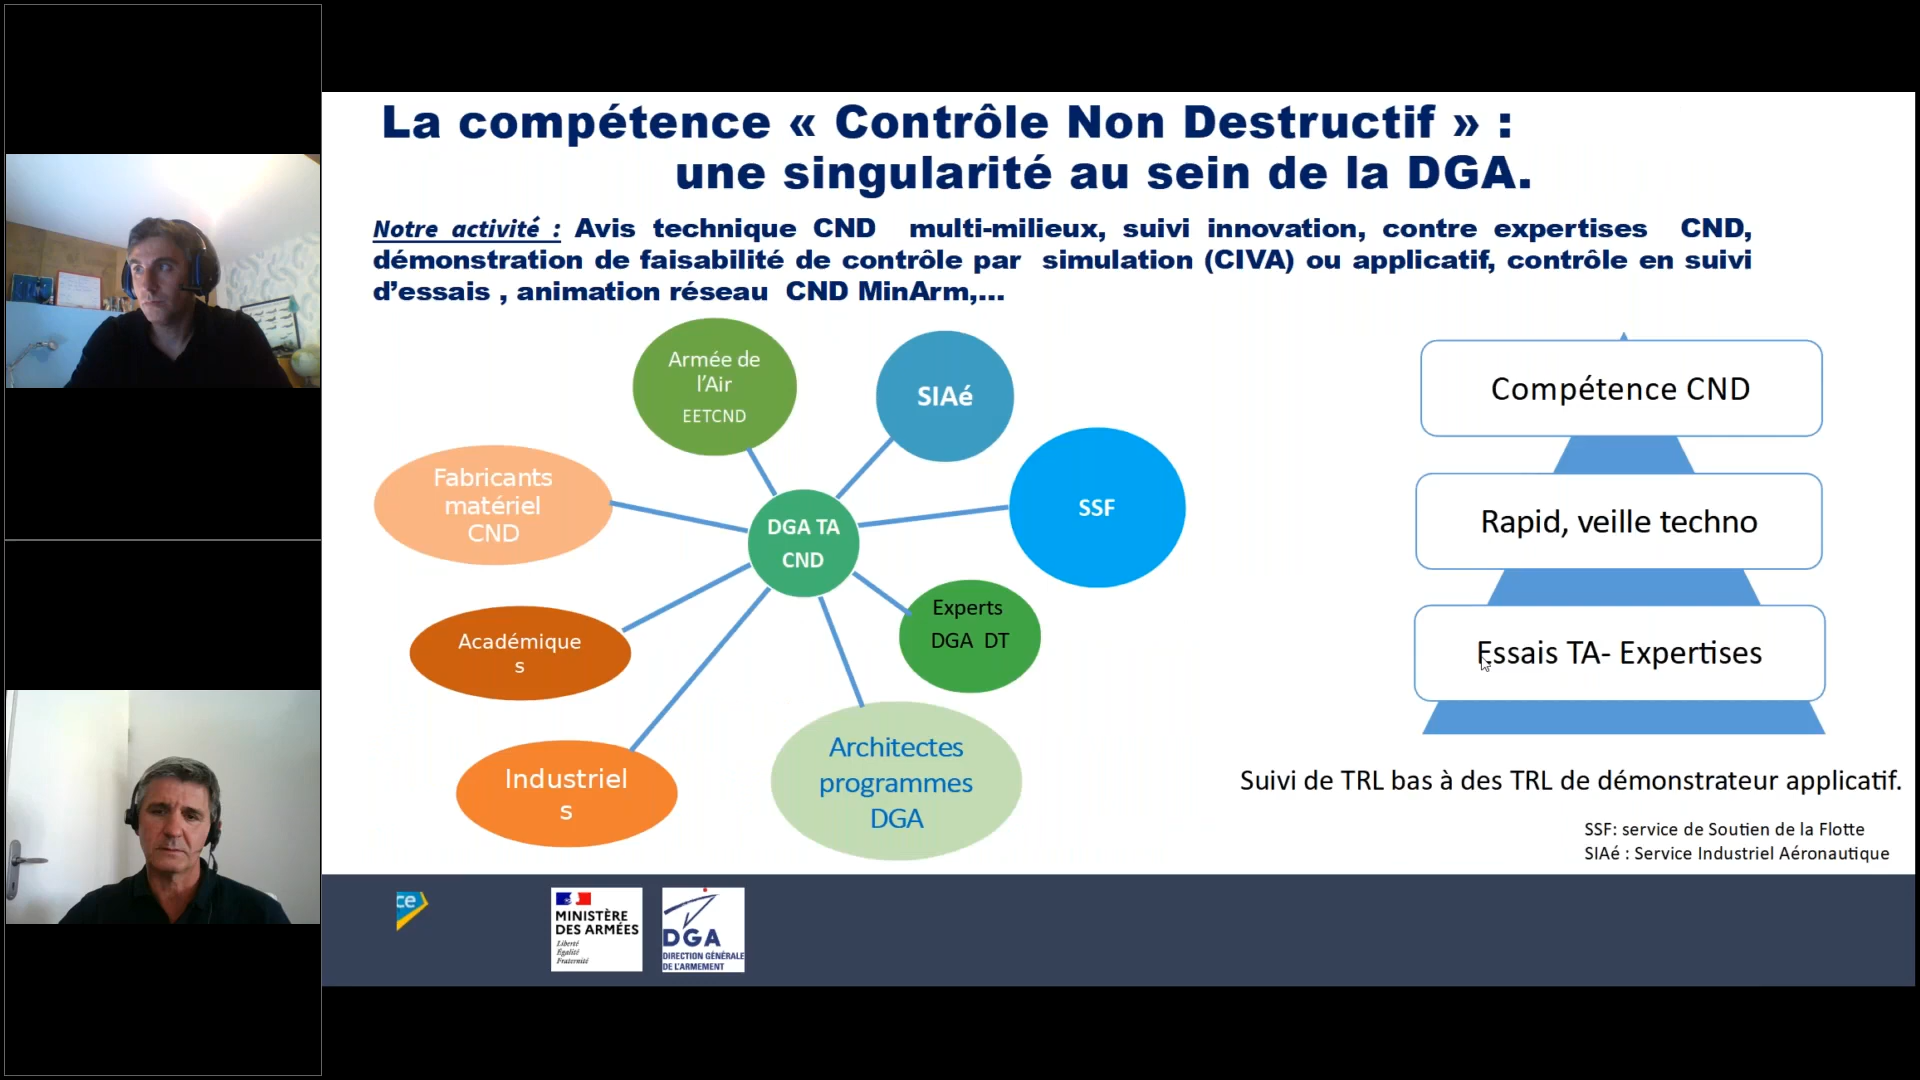 La compétence « Contrôle Non Destructif » :
une singularité au sein de la DGA.
Notre activité : Avis technique CND multi-milieux, suivi innovation, contre expertises CND,
démonstration de faisabilité de contrôle par simulation (CIVA) ou applicatif, contrôle en suivi
d'essais , animation réseau CND MinArm,...
Armée de
l'Air
EETCND
SIAé
Fabricants
matériel
CND
SSF
DGA TA
CND
Académique
s
Experts
DGA DT
Industriel
s
Architectes
programmes
DGA
Compétence CND
Rapid, veille techno
Essais TA- Expertises
Suivi de TRL bas à des TRL de démonstrateur applicatif.
SSF: service de Soutien de la Flotte
SIAé : Service Industriel Aéronautique
ce
MINISTÈRE
DES ARMÉES
Liberté
Égalité
Fraternité
DGA
DIRECTION GÉNÉRALE
DE L'ARMEMENT